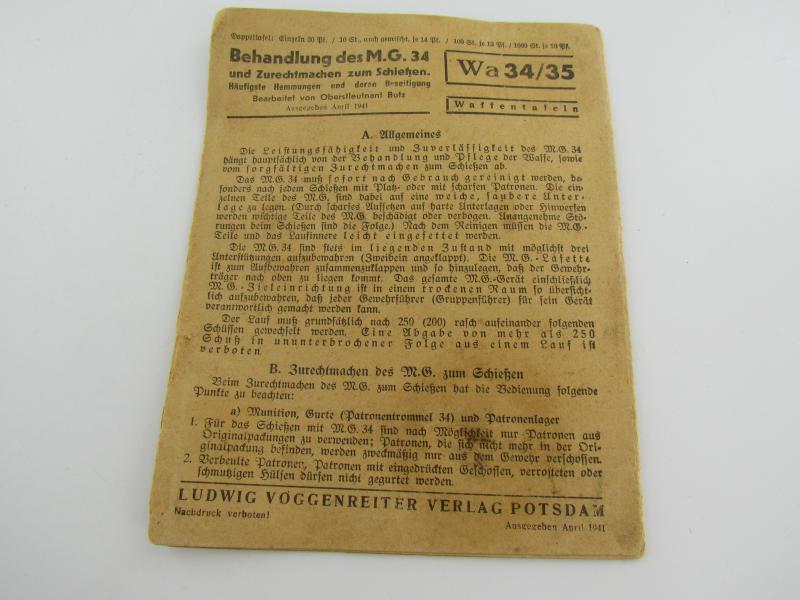 Doppeltafel: Einzeln 20 Pf. / 10 St., auch gemischt, je 14 Pf. / 100 St. je 13 Pf. / 1000 St. je 10 Pf.
Behandlung des M.G. 34
und Zurechtmachen zum Schießen.
Häufigste Hemmungen und deren Beseitigung
Bearbeitet von Oberstleutnant Butz
Ausgegeben April 1941
Wa 34/35
Waffentafeln
A. Allgemeines
Die Leistungsfähigkeit und Zuverlässigkeit des M.G. 34
hängt hauptsächlich von der Behandlung und Pflege der Waffe, sowie
vom sorgfältigen Zurechtmachen zum Schießen ab.
Das M.G. 34 muß sofort nach Gebrauch gereinigt werden, be-
sonders nach jedem Schießen mit Platz- oder mit scharfen Patronen. Die ein-
zelnen Teile des M.G. sind dabei auf eine weiche, saubere Unter-
lage zu legen. (Durch scharfes Aufsetzen auf harte Unterlagen oder Hinwerfen
werden wichtige Teile des M.G. beschädigt oder verbogen. Unangenehme Stö-
rungen beim Schießen sind die Folge.) Nach dem Reinigen müssen die M.G.-
Teile und das Laufinnere leicht eingefettet werden.
Die M.G. 34 sind stets im liegenden Zustand mit möglichst drei
Unterstützungen aufzubewahren (Zweibein angeklappt). Die M.G.-Lafette
ist zum Aufbewahren zusammenzuklappen und so hinzulegen, daß der Gewehr-
träger nach oben zu liegen kommt. Das gesamte M.G.-Gerät einschließlich
M.G.-Zieleinrichtung ist in einem trockenen Raum so übersicht-
lich aufzubewahren, daß jeder Gewehrführer (Gruppenführer) für sein Gerät
verantwortlich gemacht werden kann.
Der Lauf muß grundsätzlich nach 250 (200) rasch aufeinander folgenden
Schüssen gewechselt werden. Eine Abgabe von mehr als 250
Schuß in ununterbrochener Folge aus einem Lauf ist
verboten.
B. Zurechtmachen des M.G. zum Schießen
Beim Zurechtmachen des M.G. zum Schießen hat die Bedienung folgende
Punkte zu beachten:
a) Munition, Gurte (Patronentrommel 34) und Patronenlager
1. Für das Schießen mit M.G. 34 sind nach Möglichkeit nur Patronen aus
Originalpackungen zu verwenden; Patronen, die sich nicht mehr in der Ori-
ginalpackung befinden, werden zweckmäßig nur aus dem Gewehr verschossen.
2. Verbeulte Patronen, Patronen mit eingedrückten Geschossen, verrosteten oder
schmutzigen Hülsen dürfen nicht gegurtet werden.
LUDWIG VOGGENREITER VERLAG POTSDAM
Nachdruck verboten!
Ausgegeben April 1941